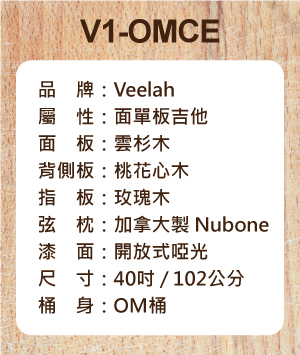 V1-OMCE
品　牌：Veelah
屬　性：面單板吉他
面　板：雲杉木
背側板：桃花心木
指　板：玫瑰木
弦　枕：加拿大製 Nubone
漆　面：開放式啞光
尺　寸：40吋 / 102公分
桶　身：OM桶